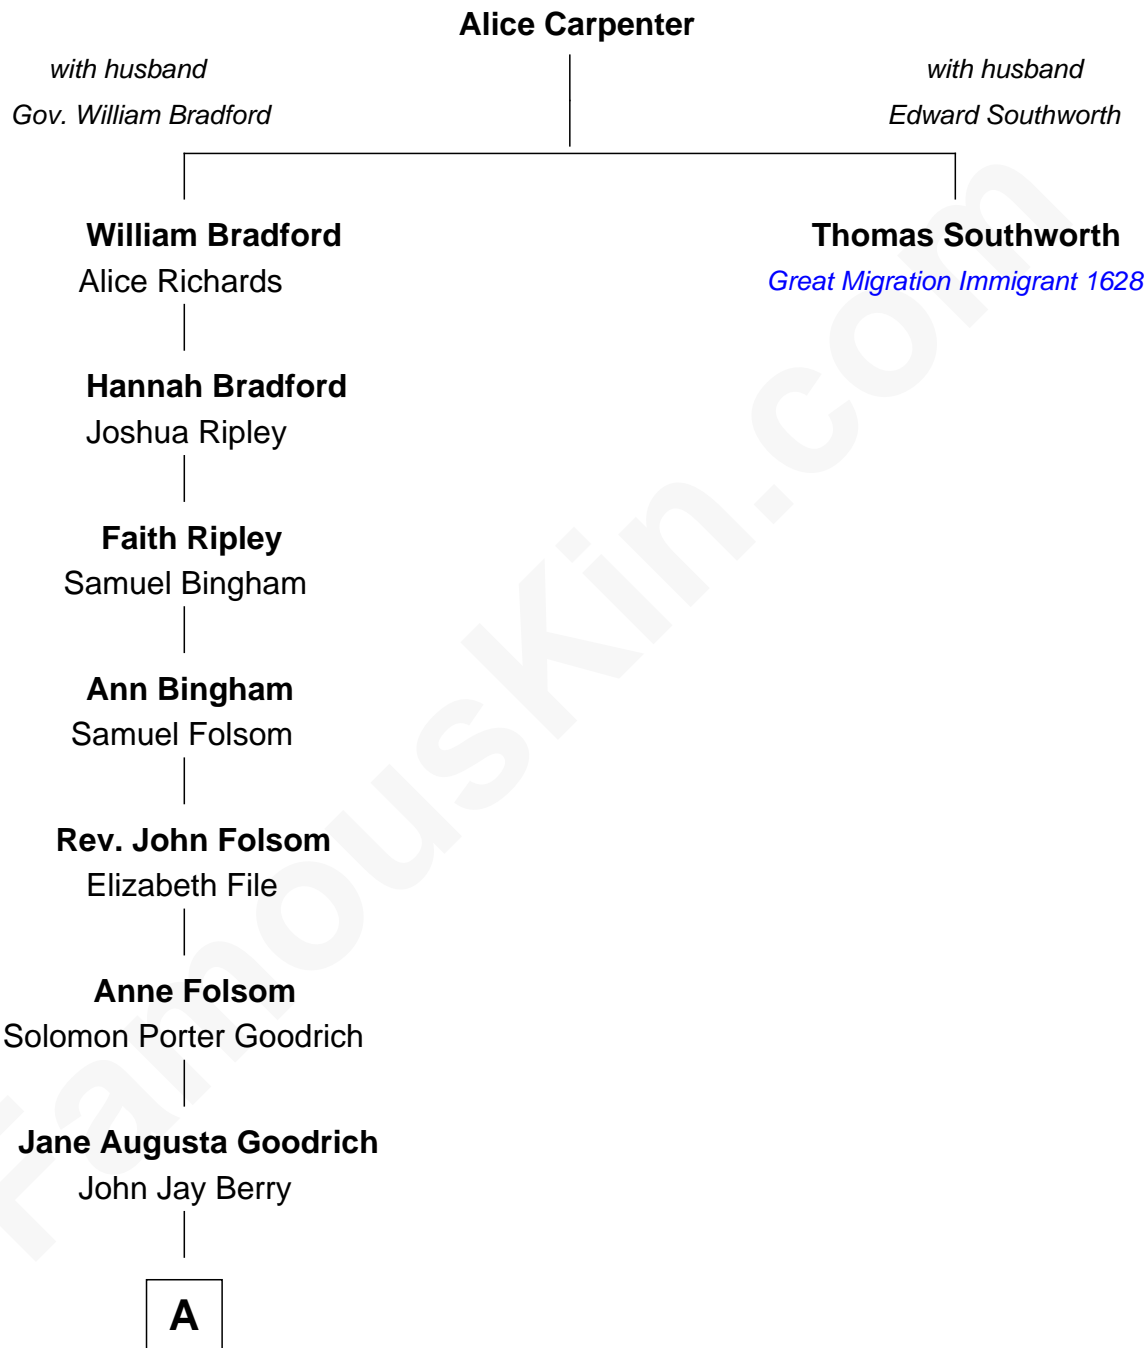 Alice Carpenter
with husband
Gov. William Bradford
with husband
Edward Southworth
William Bradford
Alice Richards
Thomas Southworth
Great Migration Immigrant 1628
Hannah Bradford
Joshua Ripley
Faith Ripley
Samuel Bingham
Ann Bingham
Samuel Folsom
Rev. John Folsom
Elizabeth File
Anne Folsom
Solomon Porter Goodrich
Jane Augusta Goodrich
John Jay Berry
A
FamousKin.com